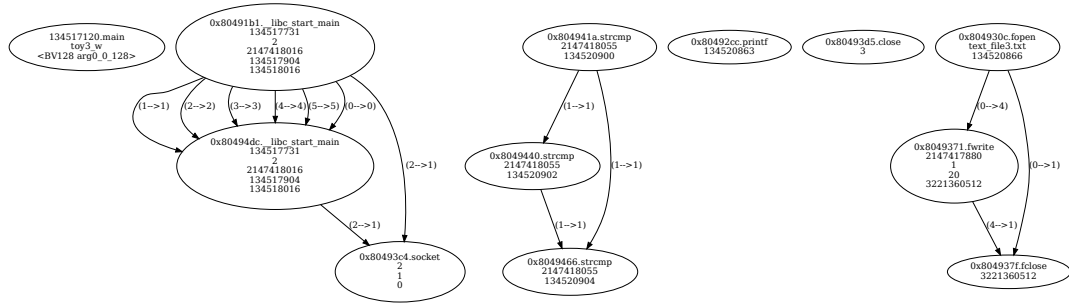 134517120.main
toy3_w
<BV128 arg0_0_128>
0x80491b1.__libc_start_main
134517731
2
2147418016
134517904
134518016
0x804941a.strcmp
2147418055
134520900
0x80492cc.printf
134520863
0x80493d5.close
3
0x804930c.fopen
text_file3.txt
134520866
(1-->1)
(2-->2)
(3-->3)
(4-->4)
(5-->5)
(0-->0)
(1-->1)
(0-->4)
0x80494dc.__libc_start_main
134517731
2
2147418016
134517904
134518016
(2-->1)
0x8049440.strcmp
2147418055
134520902
(1-->1)
0x8049371.fwrite
2147417880
1
20
3221360512
(0-->1)
(2-->1)
(1-->1)
(4-->1)
0x80493c4.socket
2
1
0
0x8049466.strcmp
2147418055
134520904
0x804937f.fclose
3221360512